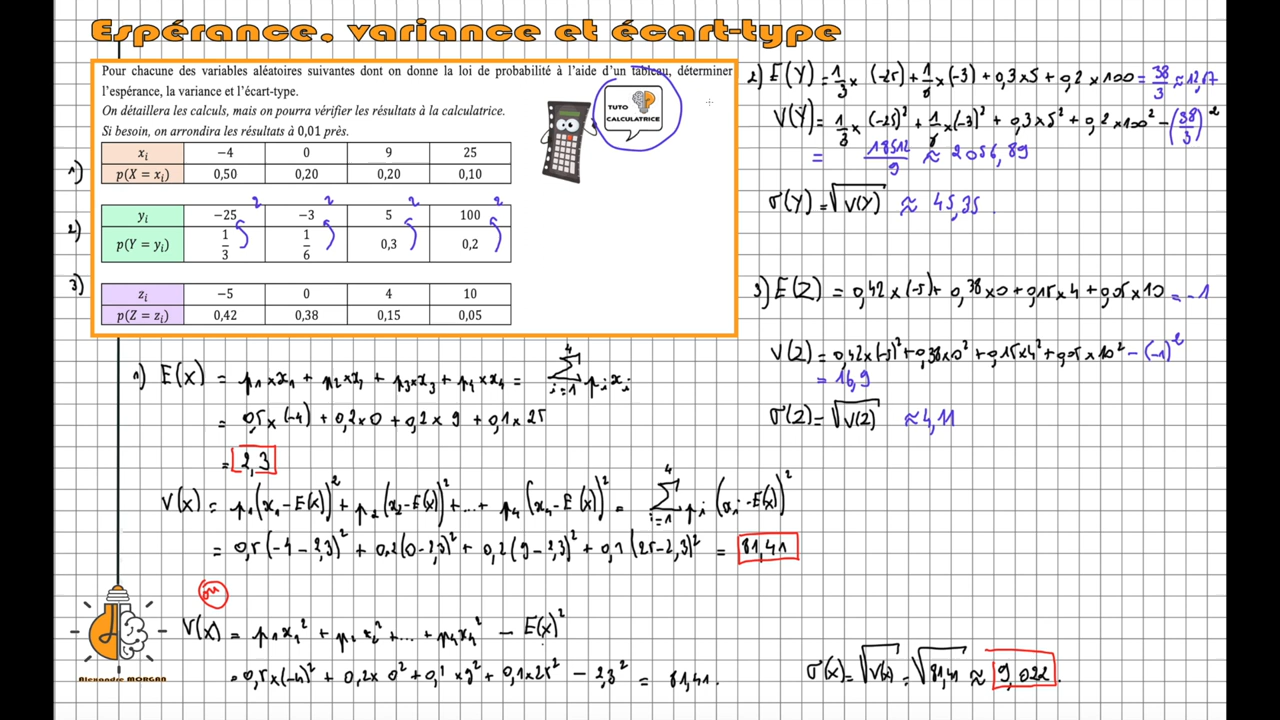 Espérance, variance et écart-type
Pour chacune des variables aléatoires suivantes dont on donne la loi de probabilité à l'aide d'un tableau, déterminer
l'espérance, la variance et l'écart-type.
On détaillera les calculs, mais on pourra vérifier les résultats à la calculatrice.
Si besoin, on arrondira les résultats à 0,01 près.
TUTO
CALCULATRICE
1)
xᵢ −4 0 9 25
p(X = xᵢ) 0,50 0,20 0,20 0,10
2)
yᵢ −25 ² −3 ² 5 ² 100 ²
p(Y = yᵢ) 1/3 1/6 0,3 0,2
3)
zᵢ −5 0 4 10
p(Z = zᵢ) 0,42 0,38 0,15 0,05
1) E(X) = p₁×x₁ + p₂×x₂ + p₃×x₃ + p₄×x₄ = ∑ᵢ₌₁⁴ pᵢxᵢ
= 0,5×(−4) + 0,2×0 + 0,2×9 + 0,1×25
= 2,3
V(X) = p₁(x₁−E(X))² + p₂(x₂−E(X))² + ... + p₄(x₄−E(X))² = ∑ᵢ₌₁⁴ pᵢ(xᵢ−E(X))²
= 0,5(−4−2,3)² + 0,2(0−2,3)² + 0,2(9−2,3)² + 0,1(25−2,3)² = 81,41
ou
V(X) = p₁x₁² + p₂x₂² + ... + p₄x₄² − E(X)²
= 0,5×(−4)² + 0,2×0² + 0,2×9² + 0,1×25² − 2,3² = 81,41.
σ(X) = √V(X) = √81,41 ≈ 9,022.
2) E(Y) = 1/3×(−25) + 1/6×(−3) + 0,3×5 + 0,2×100 = 38/3 ≈ 12,67
V(Y) = 1/3×(−25)² + 1/6×(−3)² + 0,3×5² + 0,2×100² − (38/3)²
= 18512/9 ≈ 2056,89
σ(Y) = √V(Y) ≈ 45,35.
3) E(Z) = 0,42×(−5) + 0,38×0 + 0,15×4 + 0,05×10 = −1
V(Z) = 0,42×(−5)² + 0,38×0² + 0,15×4² + 0,05×10² − (−1)²
= 16,9
σ(Z) = √V(Z) ≈ 4,11
Alexandre MORGAN